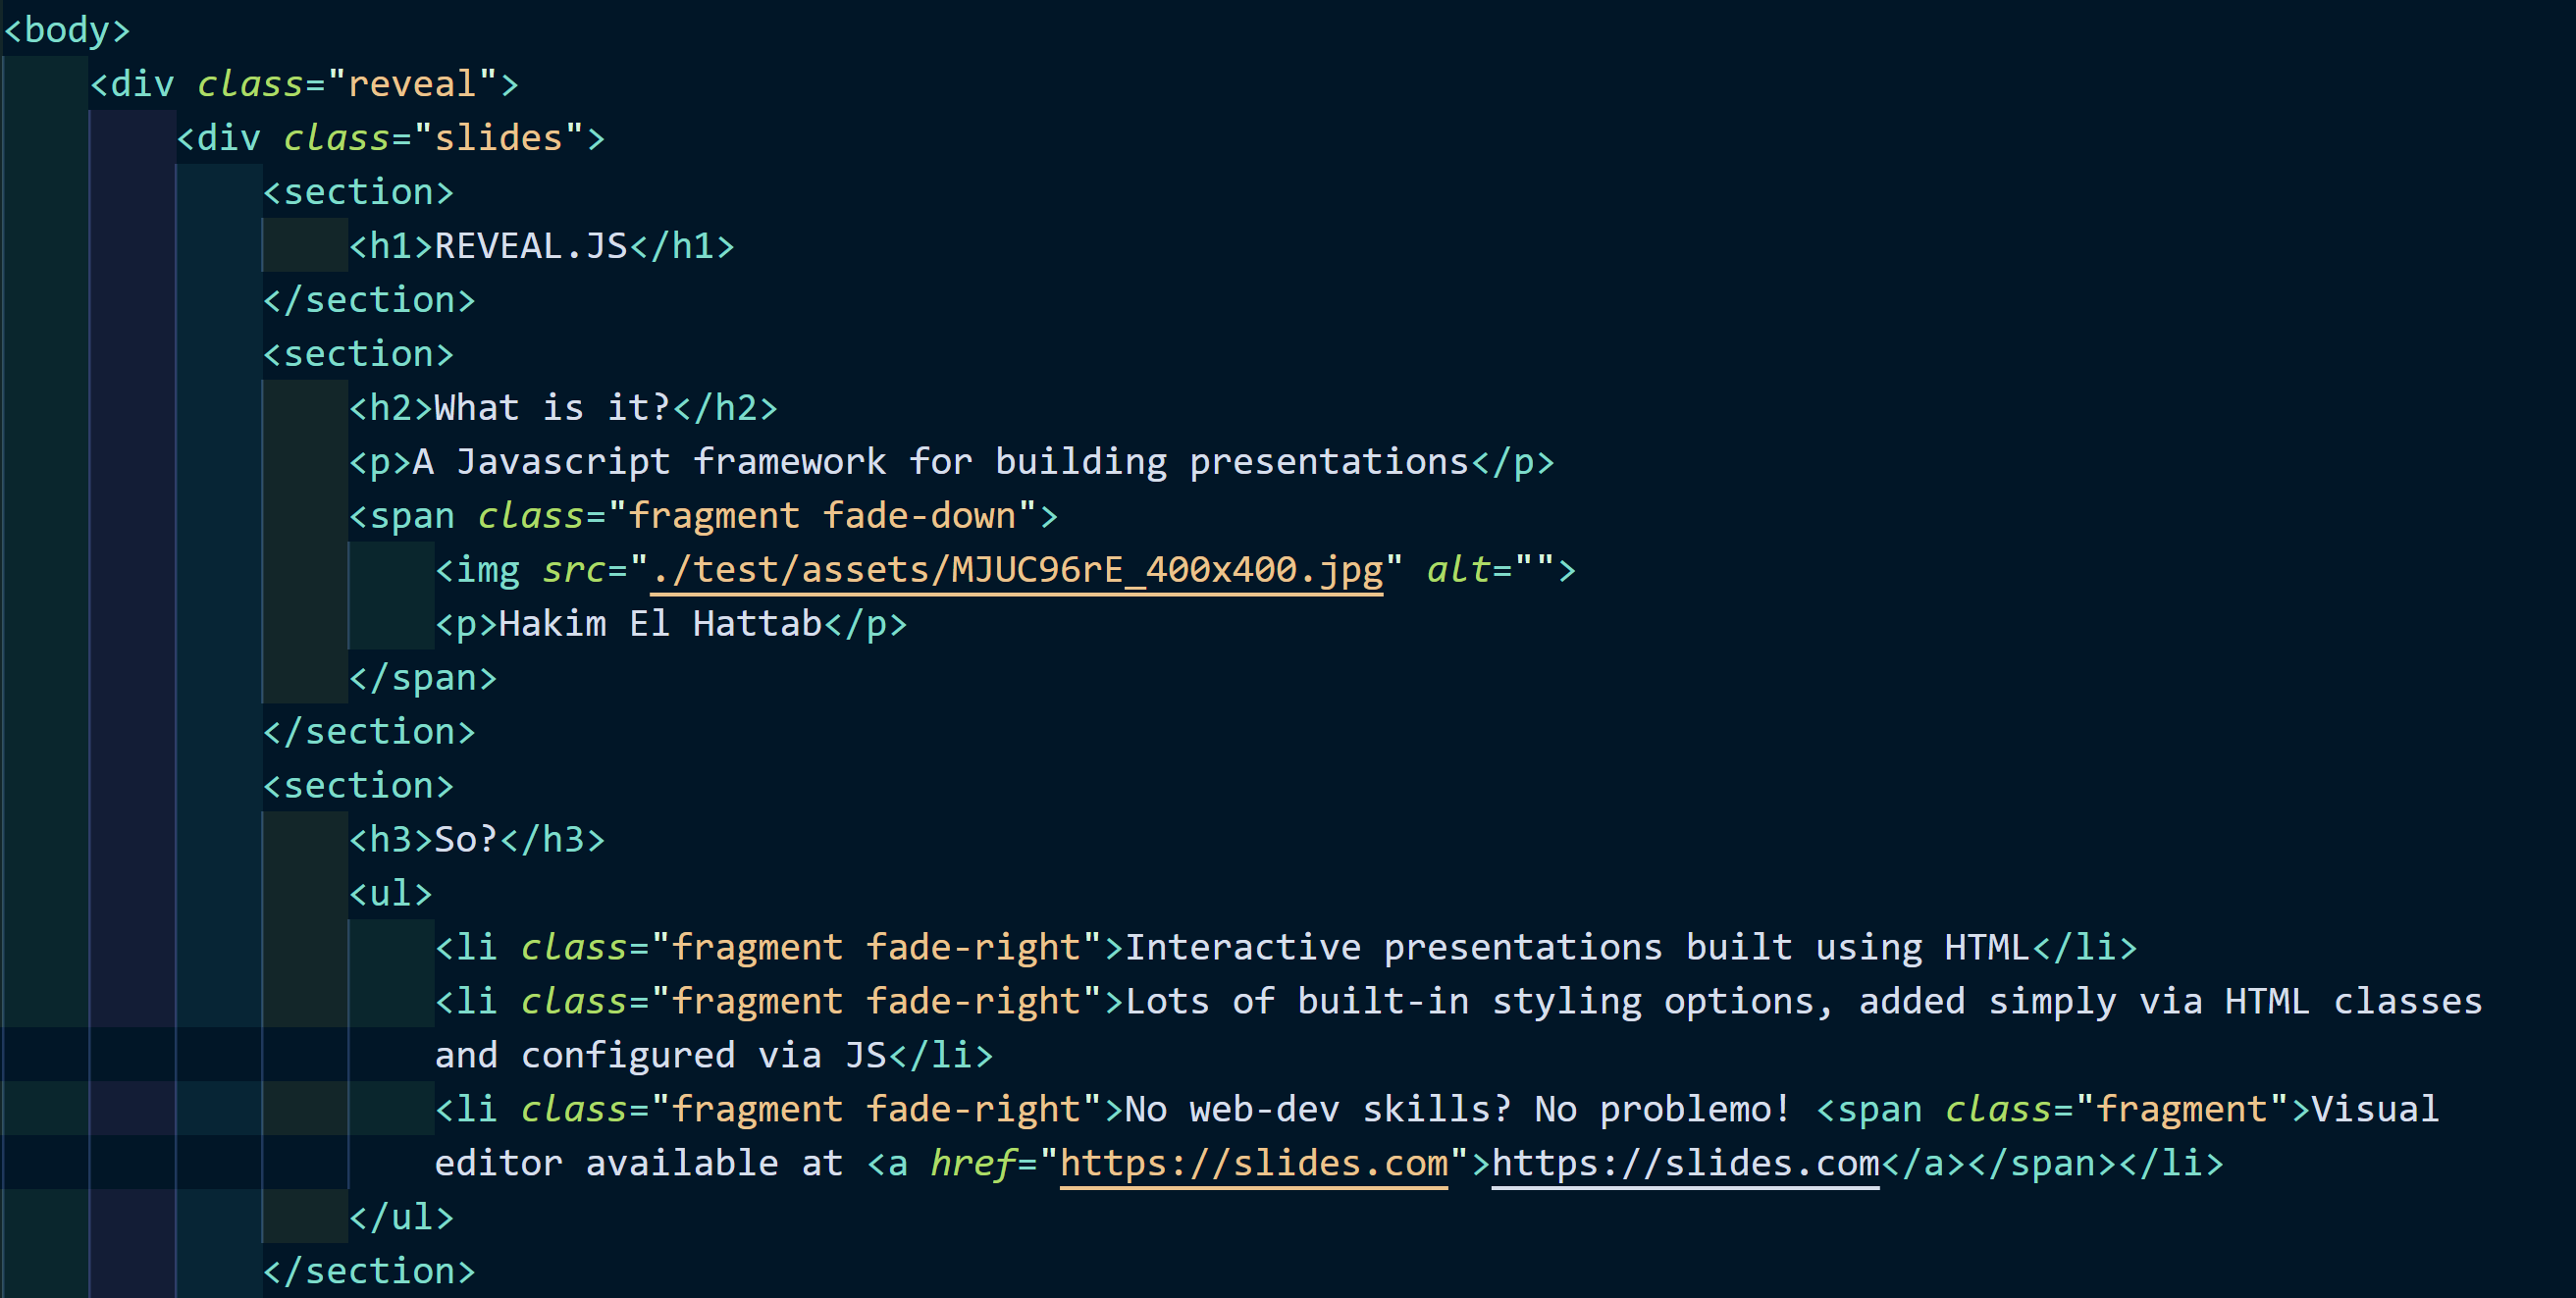 <body>
<div class="reveal">
<div class="slides">
<section>
<h1>REVEAL.JS</h1>
</section>
<section>
<h2>What is it?</h2>
<p>A Javascript framework for building presentations</p>
<span class="fragment fade-down">
<img src="./test/assets/MJUC96rE_400x400.jpg" alt="">
<p>Hakim El Hattab</p>
</span>
</section>
<section>
<h3>So?</h3>
<ul>
<li class="fragment fade-right">Interactive presentations built using HTML</li>
<li class="fragment fade-right">Lots of built-in styling options, added simply via HTML classes
and configured via JS</li>
<li class="fragment fade-right">No web-dev skills? No problemo! <span class="fragment">Visual
editor available at <a href="https://slides.com">https://slides.com</a></span></li>
</ul>
</section>